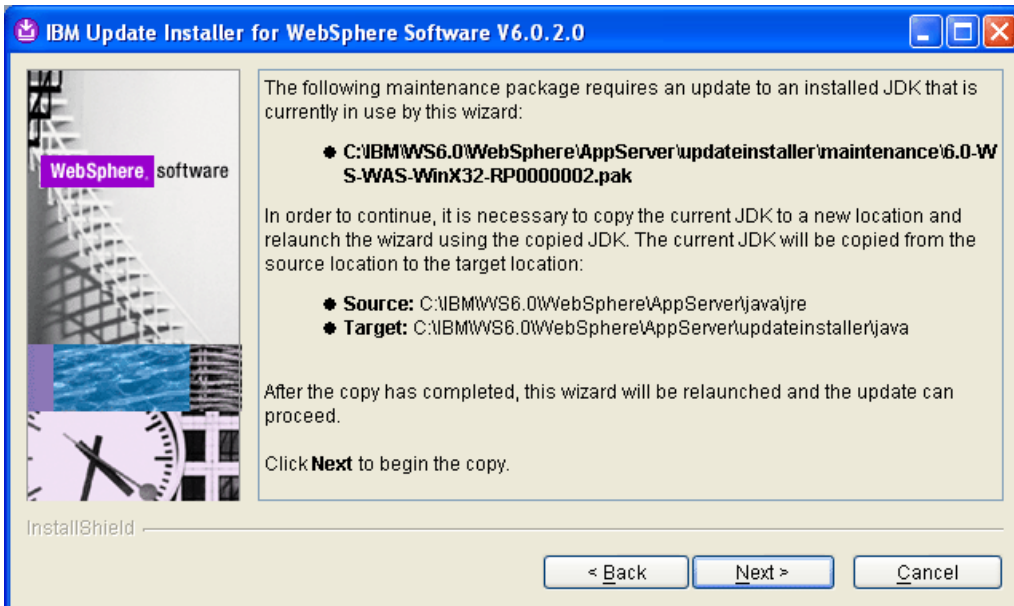 IBM Update Installer for WebSphere Software V6.0.2.0
WebSphere. software
The following maintenance package requires an update to an installed JDK that is
currently in use by this wizard:
C:\IBM\WS6.0\WebSphere\AppServer\updateinstaller\maintenance\6.0-W
S-WAS-WinX32-RP0000002.pak
In order to continue, it is necessary to copy the current JDK to a new location and
relaunch the wizard using the copied JDK. The current JDK will be copied from the
source location to the target location:
Source: C:\IBM\WS6.0\WebSphere\AppServer\java\jre
Target: C:\IBM\WS6.0\WebSphere\AppServer\updateinstaller\java
After the copy has completed, this wizard will be relaunched and the update can
proceed.
Click Next to begin the copy.
InstallShield
< Back
Next >
Cancel